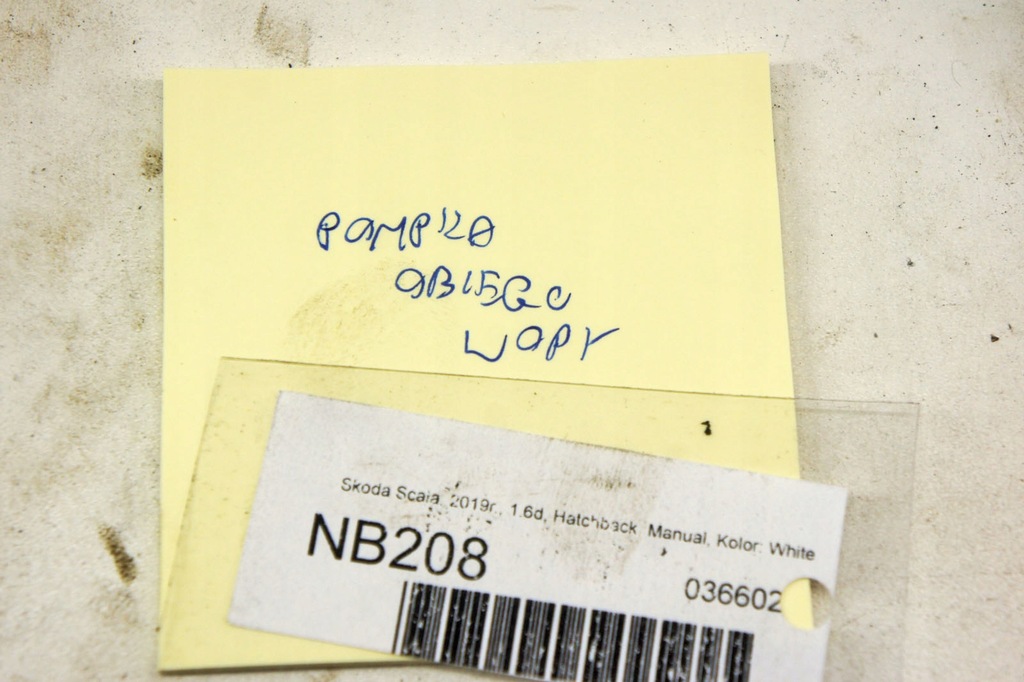 POMPKA
OBIEGU
WODY
Skoda Scala, 2019r., 1.6d, Hatchback, Manual, Kolor: White
NB208
036602